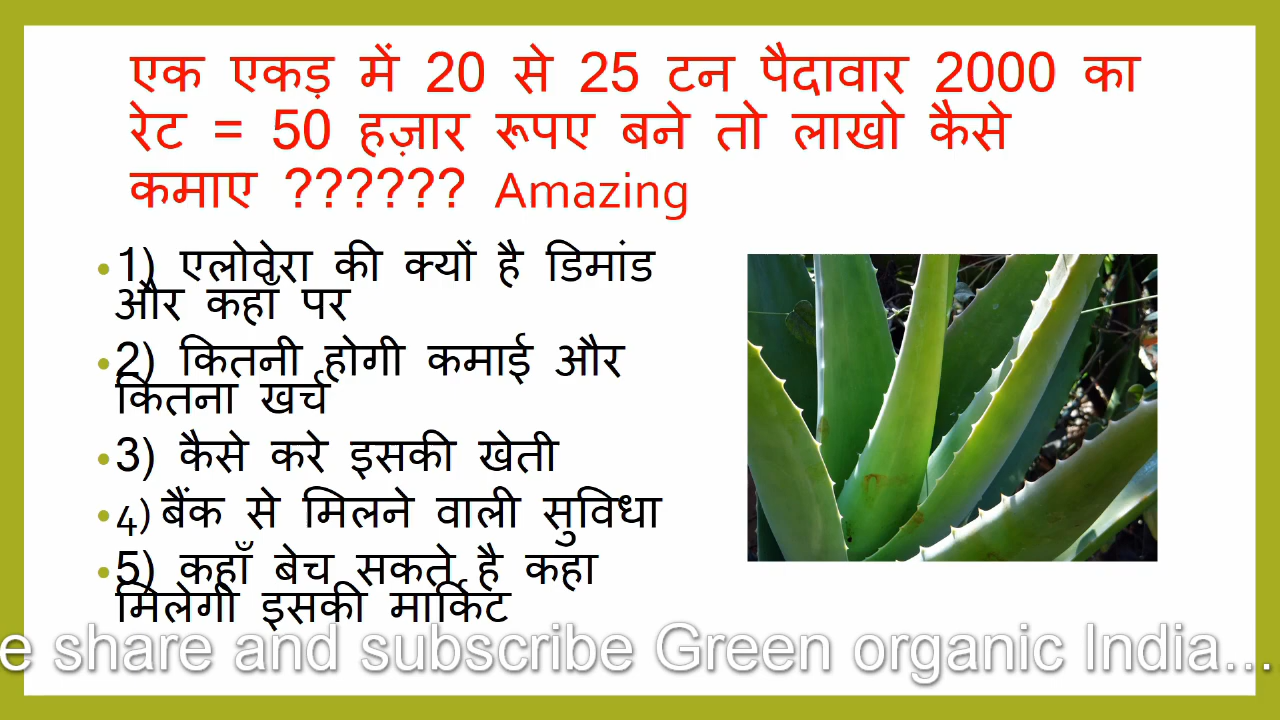 एक एकड़ में 20 से 25 टन पैदावार 2000 का
रेट = 50 हज़ार रूपए बने तो लाखो कैसे
कमाए ?????? Amazing
•1) एलोवेरा की क्यों है डिमांड
और कहाँ पर
•2) कितनी होगी कमाई और
कितना खर्च
•3) कैसे करे इसकी खेती
•4) बैंक से मिलने वाली सुविधा
•5) कहाँ बेच सकते है कहा
मिलेगी इसकी मार्किट
e share and subscribe Green organic India...